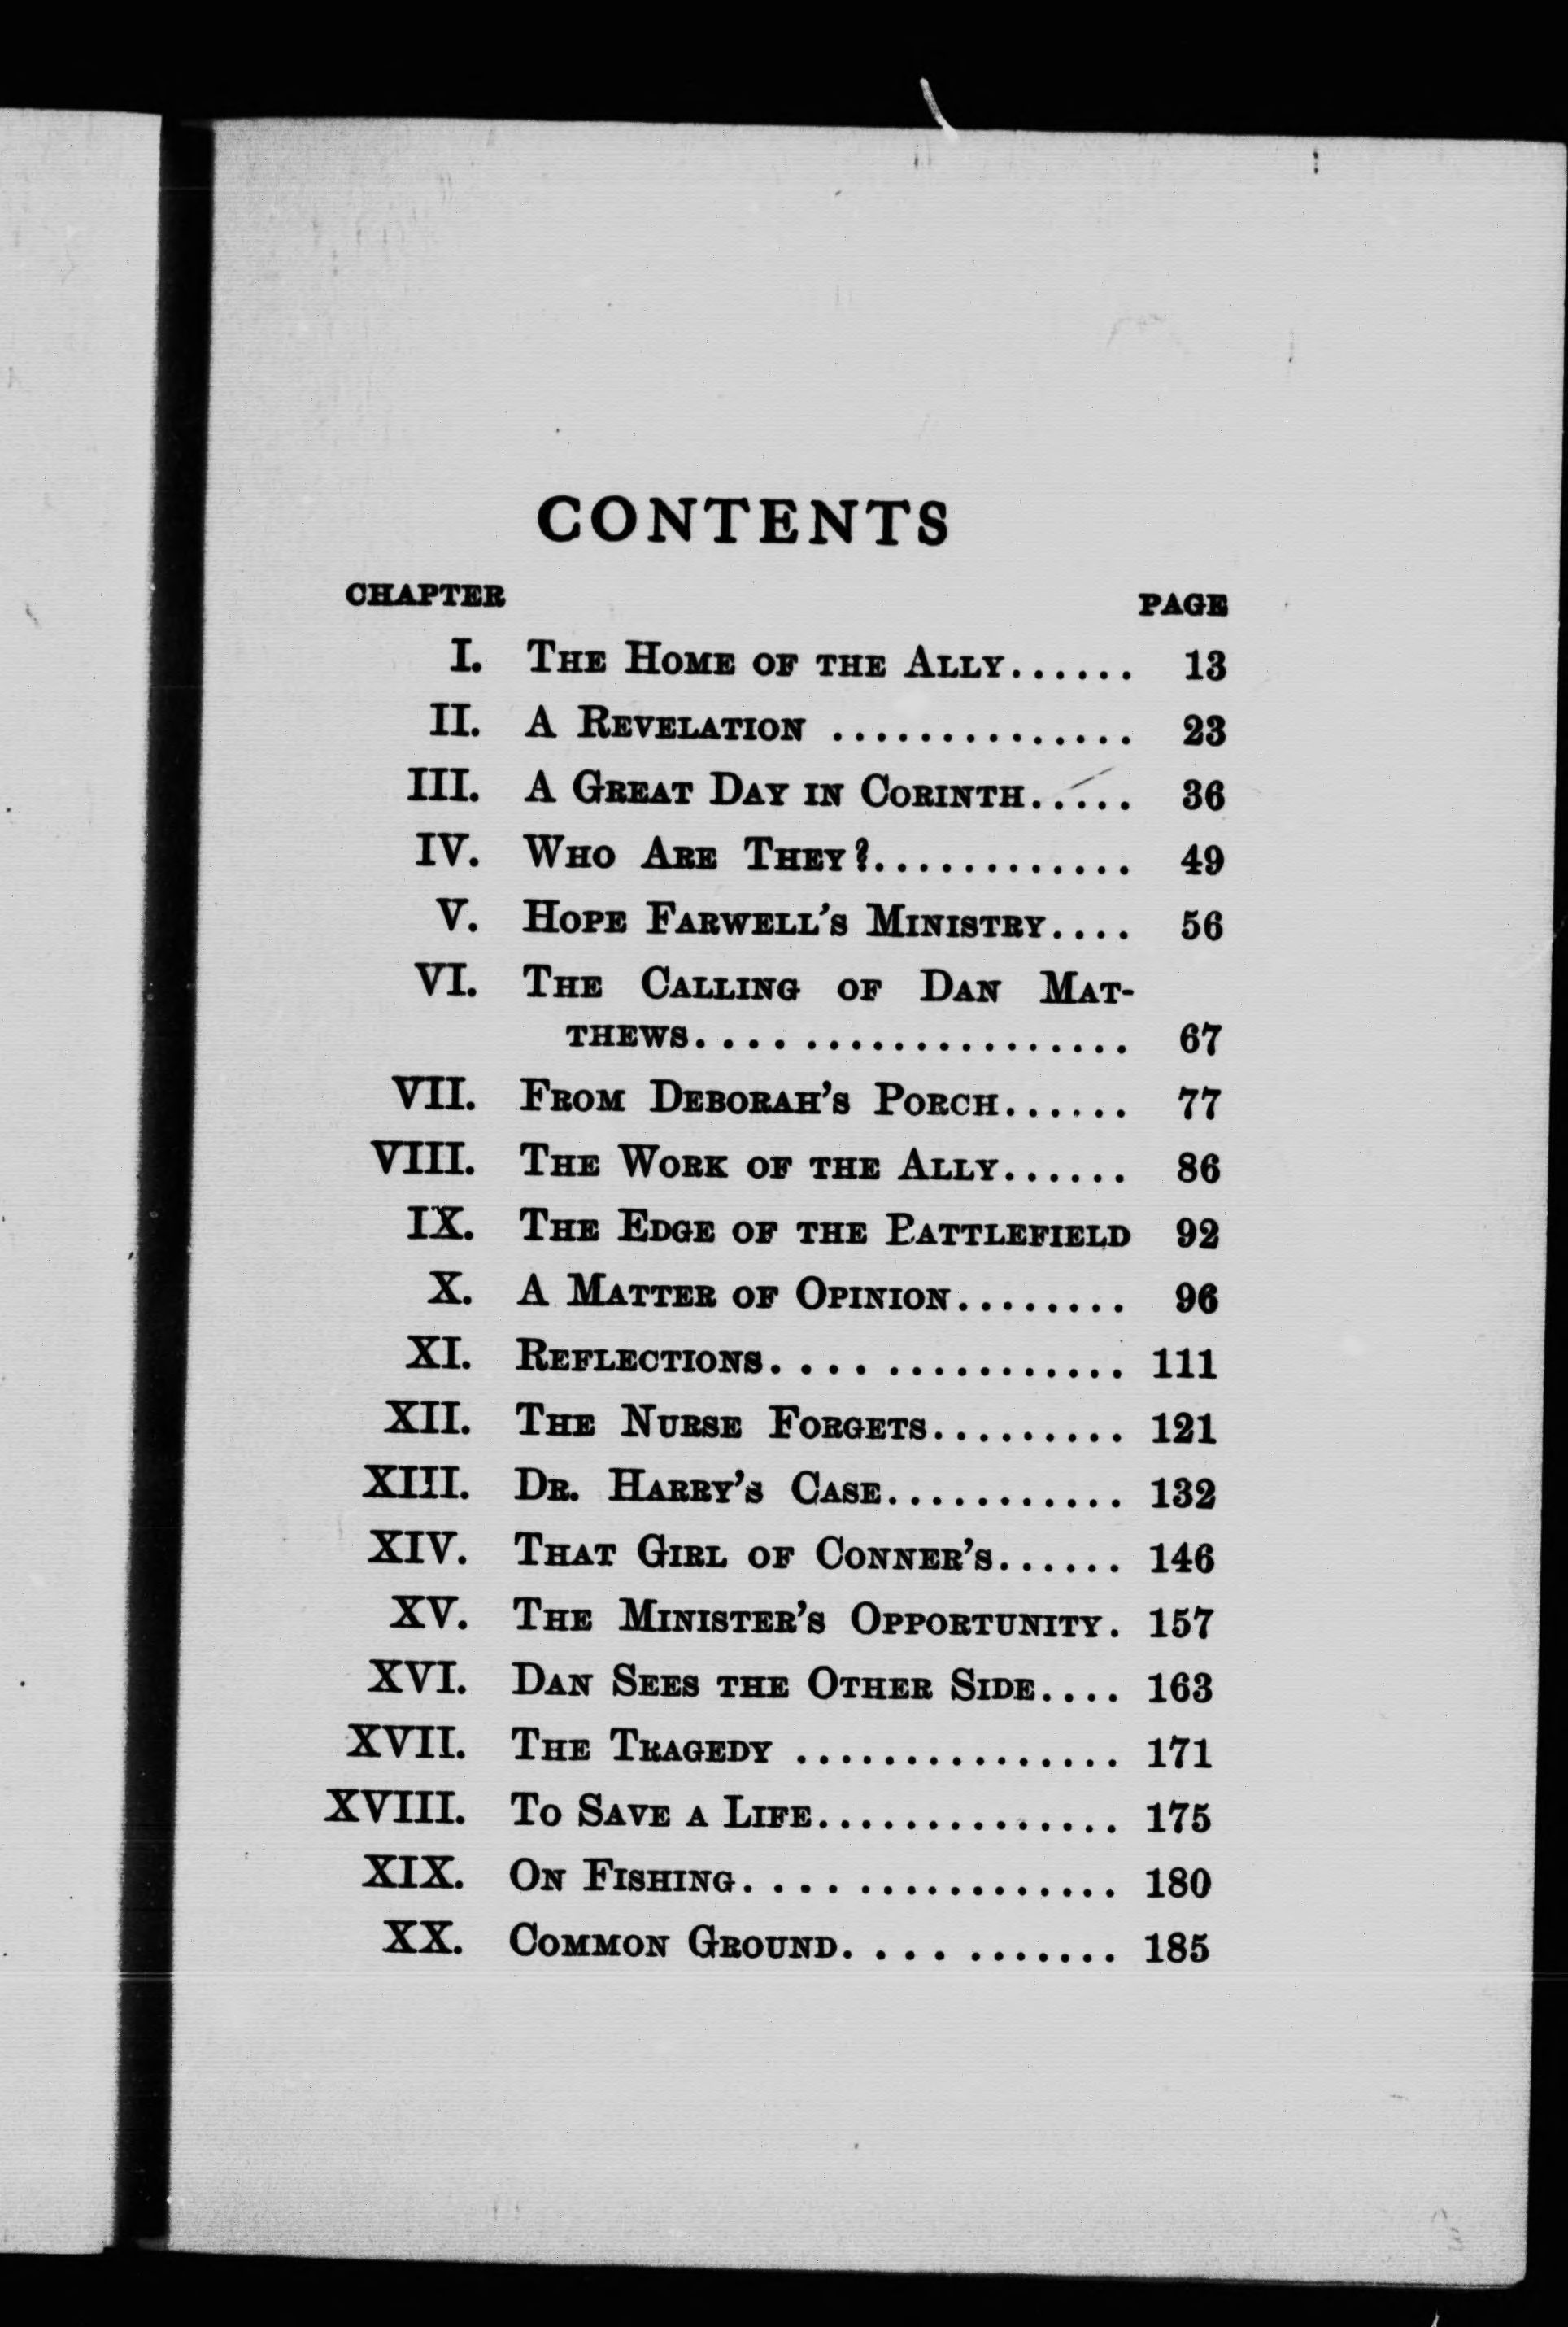 CONTENTS
CHAPTER PAGE
I. The Home of the Ally...... 13
II. A Revelation .............. 23
III. A Great Day in Corinth..... 36
IV. Who Are They?............ 49
V. Hope Farwell's Ministry.... 56
VI. The Calling of Dan Mat-
thews................... 67
VII. From Deborah's Porch...... 77
VIII. The Work of the Ally...... 86
IX. The Edge of the Battlefield 92
X. A Matter of Opinion........ 96
XI. Reflections............... 111
XII. The Nurse Forgets......... 121
XIII. Dr. Harry's Case........... 132
XIV. That Girl of Conner's...... 146
XV. The Minister's Opportunity. 157
XVI. Dan Sees the Other Side.... 163
XVII. The Tragedy ............... 171
XVIII. To Save a Life.............. 175
XIX. On Fishing................ 180
XX. Common Ground........... 185